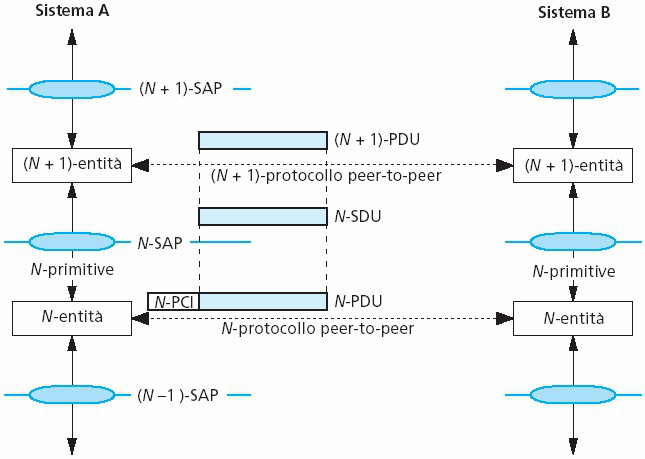 Sistema A
Sistema B
(N + 1)-SAP
(N + 1)-PDU
(N + 1)-entità
(N + 1)-protocollo peer-to-peer
(N + 1)-entità
N-SDU
N-SAP
N-primitive
N-primitive
N-PCI
N-PDU
N-entità
N-protocollo peer-to-peer
N-entità
(N –1 )-SAP